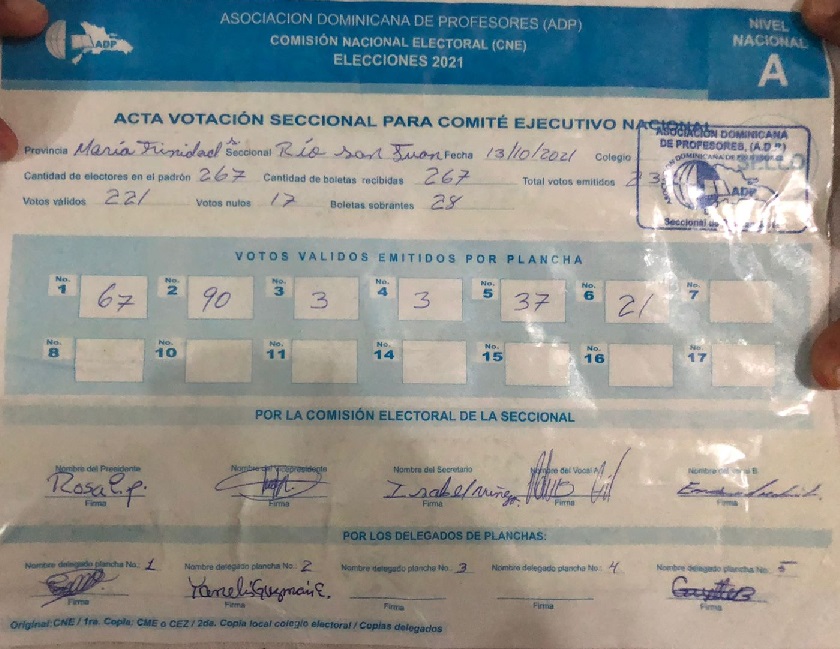 ADP
ASOCIACIÓN DOMINICANA DE PROFESORES (ADP)
COMISIÓN NACIONAL ELECTORAL (CNE)
ELECCIONES 2021
NIVEL
NACIONAL
A
ACTA VOTACIÓN SECCIONAL PARA COMITÉ EJECUTIVO NACIONAL
ASOCIACIÓN DOMINICANA
DE PROFESORES, (A.D.P)
SELLO
ADP
Seccional
Provincia María Trinidad Seccional Río San Juan Fecha 13/10/2021 Colegio
Cantidad de electores en el padrón 267 Cantidad de boletas recibidas 267 Total votos emitidos
Votos válidos 221 Votos nulos 17 Boletas sobrantes 28
VOTOS VALIDOS EMITIDOS POR PLANCHA
No. 1 67 No. 2 90 No. 3 3 No. 4 3 No. 5 37 No. 6 21 No. 7
No. 8 No. 10 No. 11 No. 14 No. 15 No. 16 No. 17
POR LA COMISIÓN ELECTORAL DE LA SECCIONAL
Nombre del Presidente Nombre del Vicepresidente Nombre del Secretario Nombre del Vocal A. Nombre del B.
Rosa E. p. Isabel
Firma Firma Firma Firma Firma
POR LOS DELEGADOS DE PLANCHAS:
Nombre delegado plancha No.: 1 Nombre delegado plancha No.: 2 Nombre delegado plancha No.: 3 Nombre delegado plancha No.: 4 Nombre delegado plancha No.: 5
Yaneli Guzmán E.
Firma Firma Firma Firma Firma
Original: CNE / 1ra. Copia: CME o CEZ / 2da. Copia local colegio electoral / Copias delegados